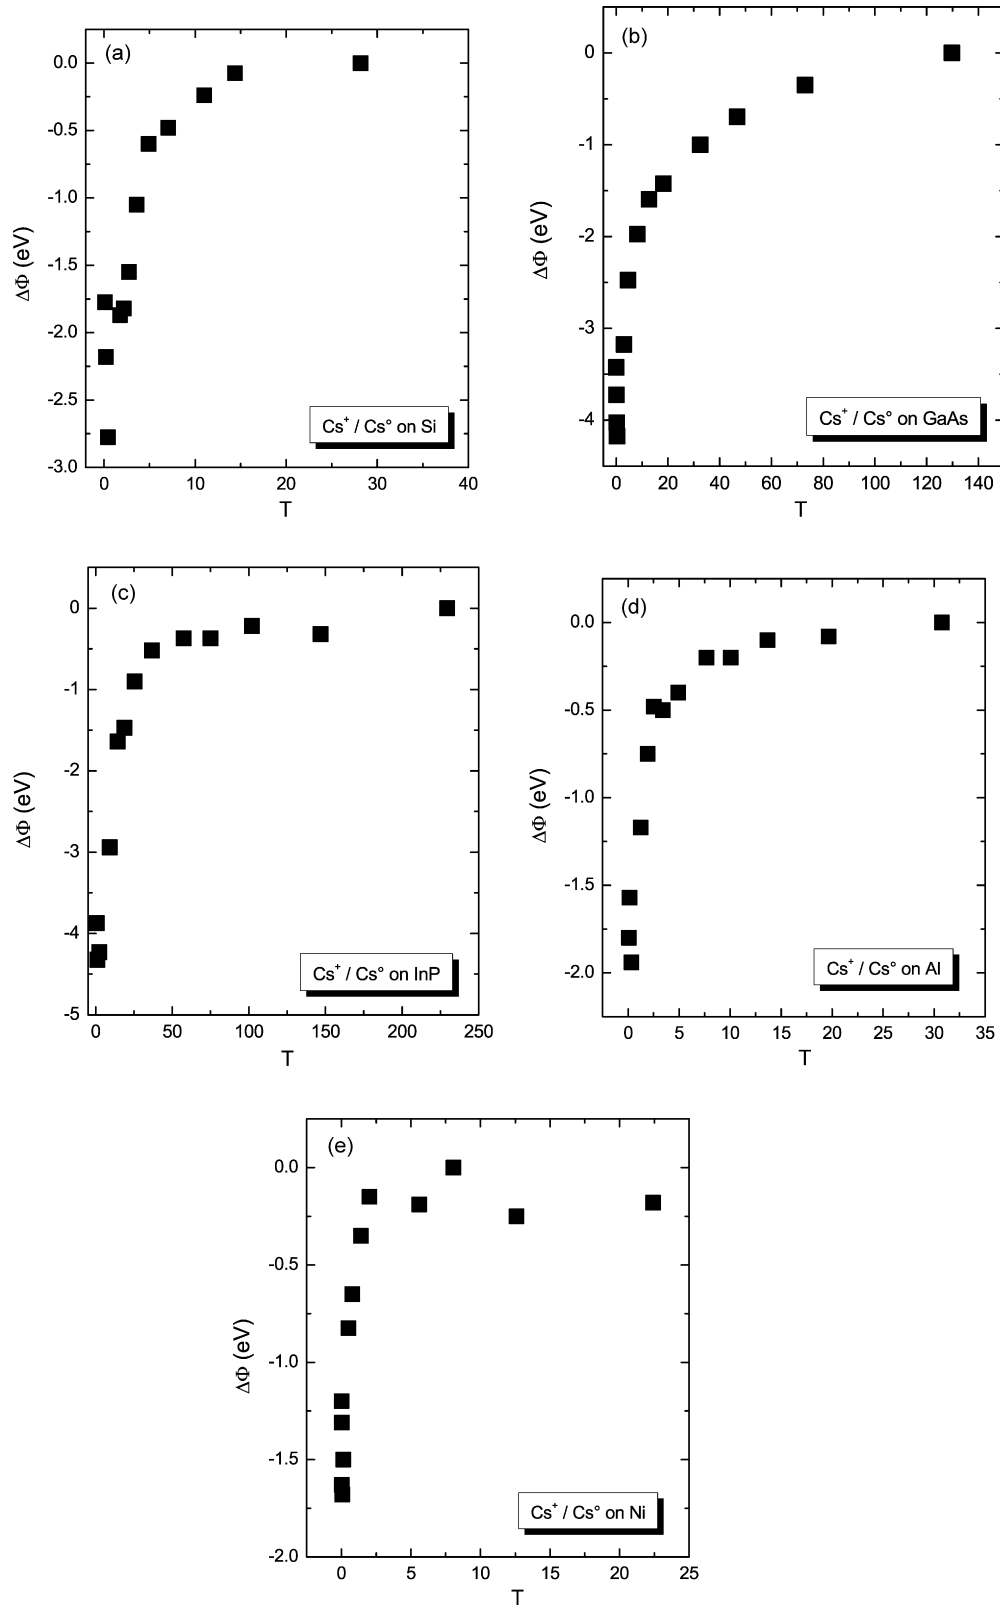 (a)
0.0
-0.5
-1.0
-1.5
-2.0
-2.5
-3.0
ΔΦ (eV)
0 10 20 30 40
T
Cs⁺ / Cs° on Si
(b)
0
-1
-2
-3
-4
ΔΦ (eV)
0 20 40 60 80 100 120 140
T
Cs⁺ / Cs° on GaAs
(c)
0
-1
-2
-3
-4
-5
ΔΦ (eV)
0 50 100 150 200 250
T
Cs⁺ / Cs° on InP
(d)
0.0
-0.5
-1.0
-1.5
-2.0
ΔΦ (eV)
0 5 10 15 20 25 30 35
T
Cs⁺ / Cs° on Al
(e)
0.0
-0.5
-1.0
-1.5
-2.0
ΔΦ (eV)
0 5 10 15 20 25
T
Cs⁺ / Cs° on Ni